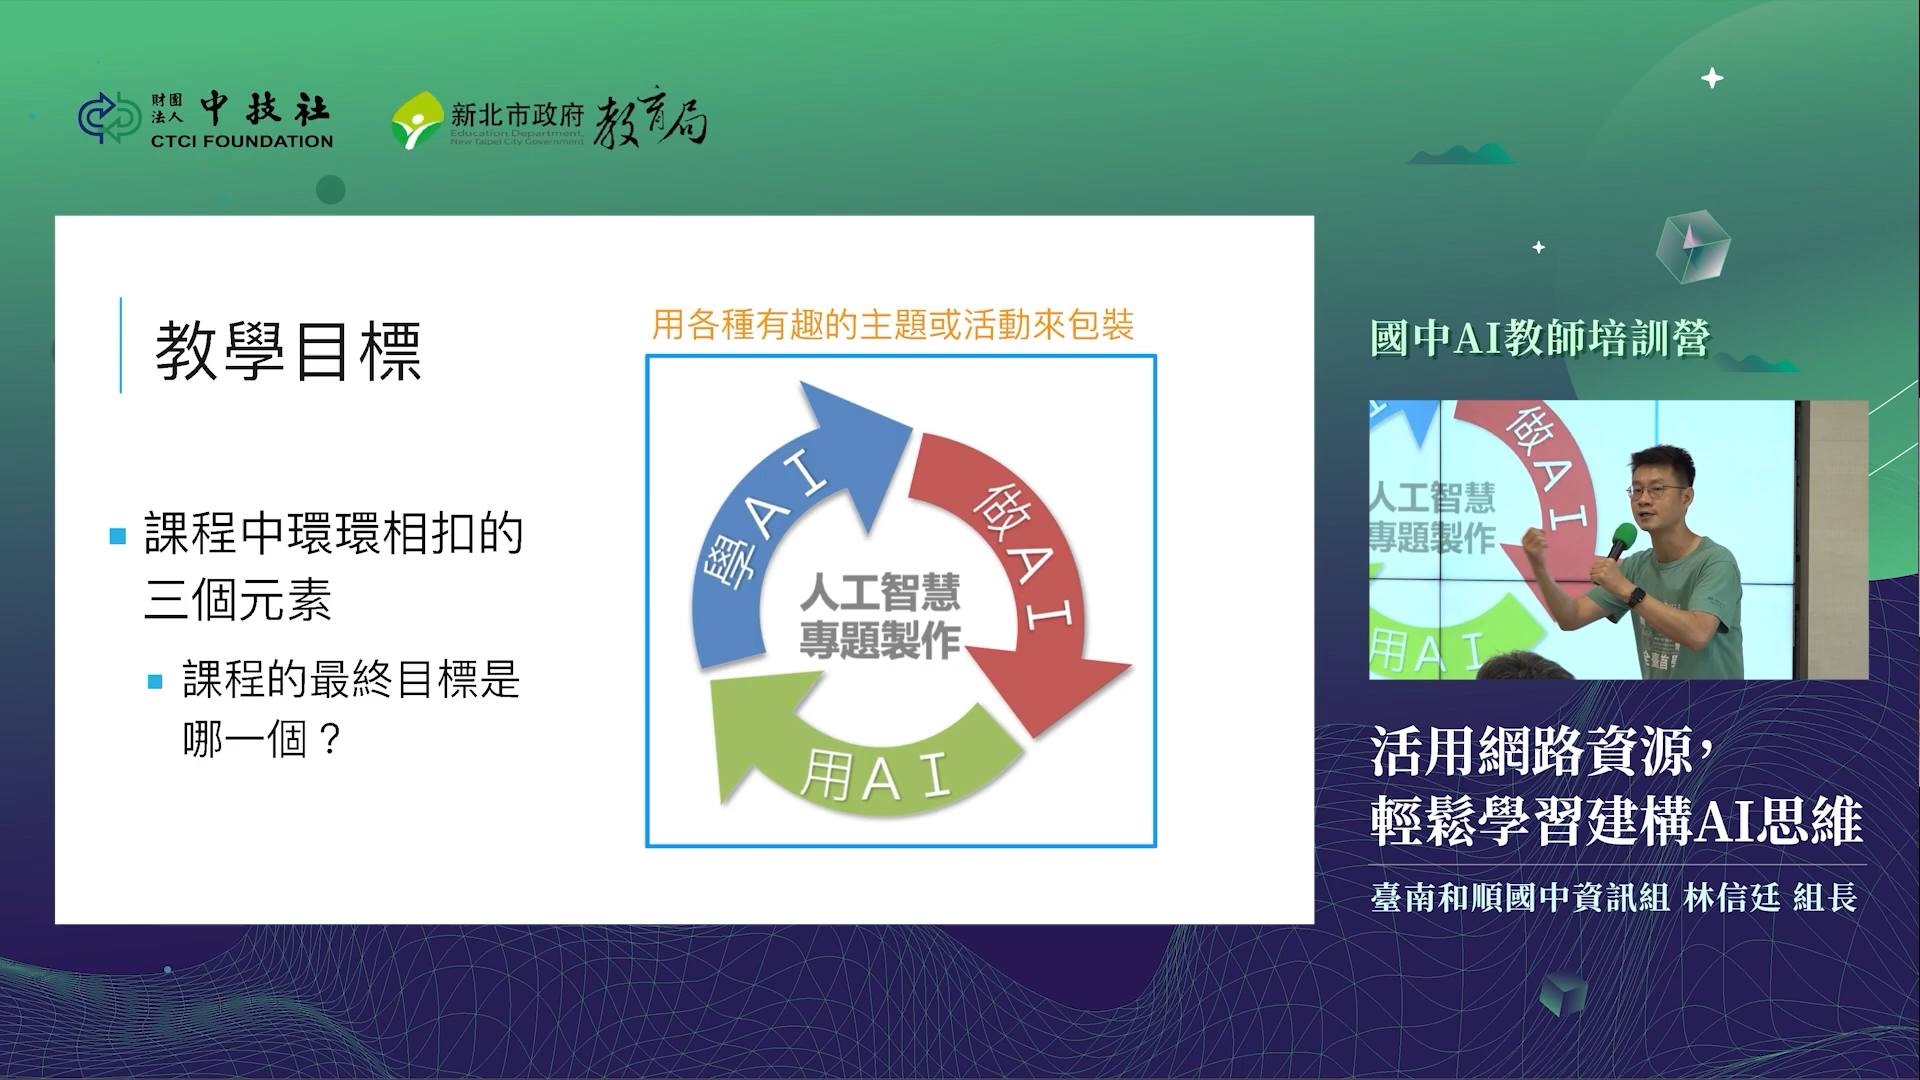 財團法人 中技社
CTCI FOUNDATION
新北市政府 教育局
Education Department,
New Taipei City Government
教學目標
課程中環環相扣的
三個元素
課程的最終目標是
哪一個？
用各種有趣的主題或活動來包裝
學AI
做AI
用AI
人工智慧
專題製作
國中AI教師培訓營
做AI
人工智慧
專題製作
用AI
活用網路資源，
輕鬆學習建構AI思維
臺南和順國中資訊組 林信廷 組長